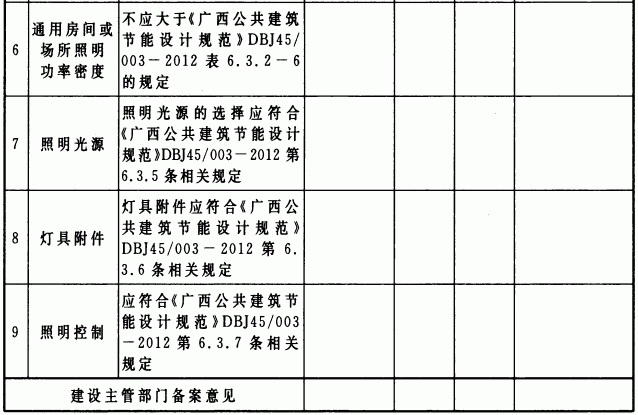 6
通用房间或
场所照明
功率密度
不应大于《广西公共建筑
节能设计规范》DBJ45/
003－2012 表 6.3.2－6
的规定
7
照明光源
照明光源的选择应符合
《广西公共建筑节能设计
规范》DBJ45/003－2012 第
6.3.5 条相关规定
8
灯具附件
灯具附件应符合《广西公
共建筑节能设计规范》
DBJ45/003－2012 第 6.
3.6 条相关规定
9
照明控制
应符合《广西公共建筑节
能设计规范》DBJ45/003
－2012 第 6.3.7 条相关
规定
建设主管部门备案意见